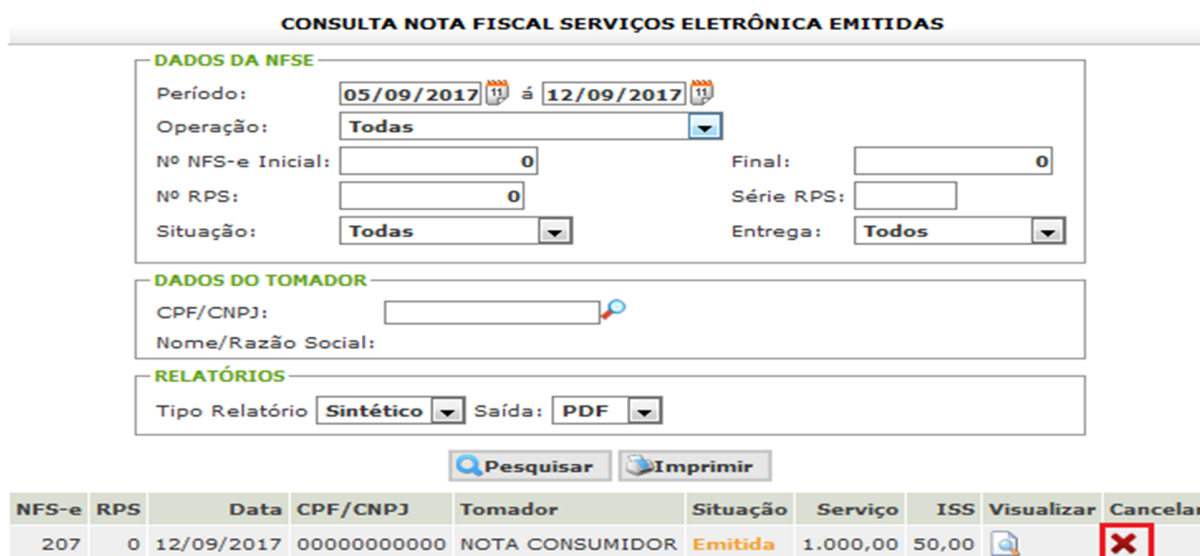 CONSULTA NOTA FISCAL SERVIÇOS ELETRÔNICA EMITIDAS
DADOS DA NFSE
Período: 05/09/2017 11 á 12/09/2017 11
Operação: Todas
Nº NFS-e Inicial: 0 Final: 0
Nº RPS: 0 Série RPS:
Situação: Todas Entrega: Todos
DADOS DO TOMADOR
CPF/CNPJ:
Nome/Razão Social:
RELATÓRIOS
Tipo Relatório Sintético Saída: PDF
Pesquisar Imprimir
NFS-e RPS Data CPF/CNPJ Tomador Situação Serviço ISS Visualizar Cancelar
207 0 12/09/2017 00000000000 NOTA CONSUMIDOR Emitida 1.000,00 50,00